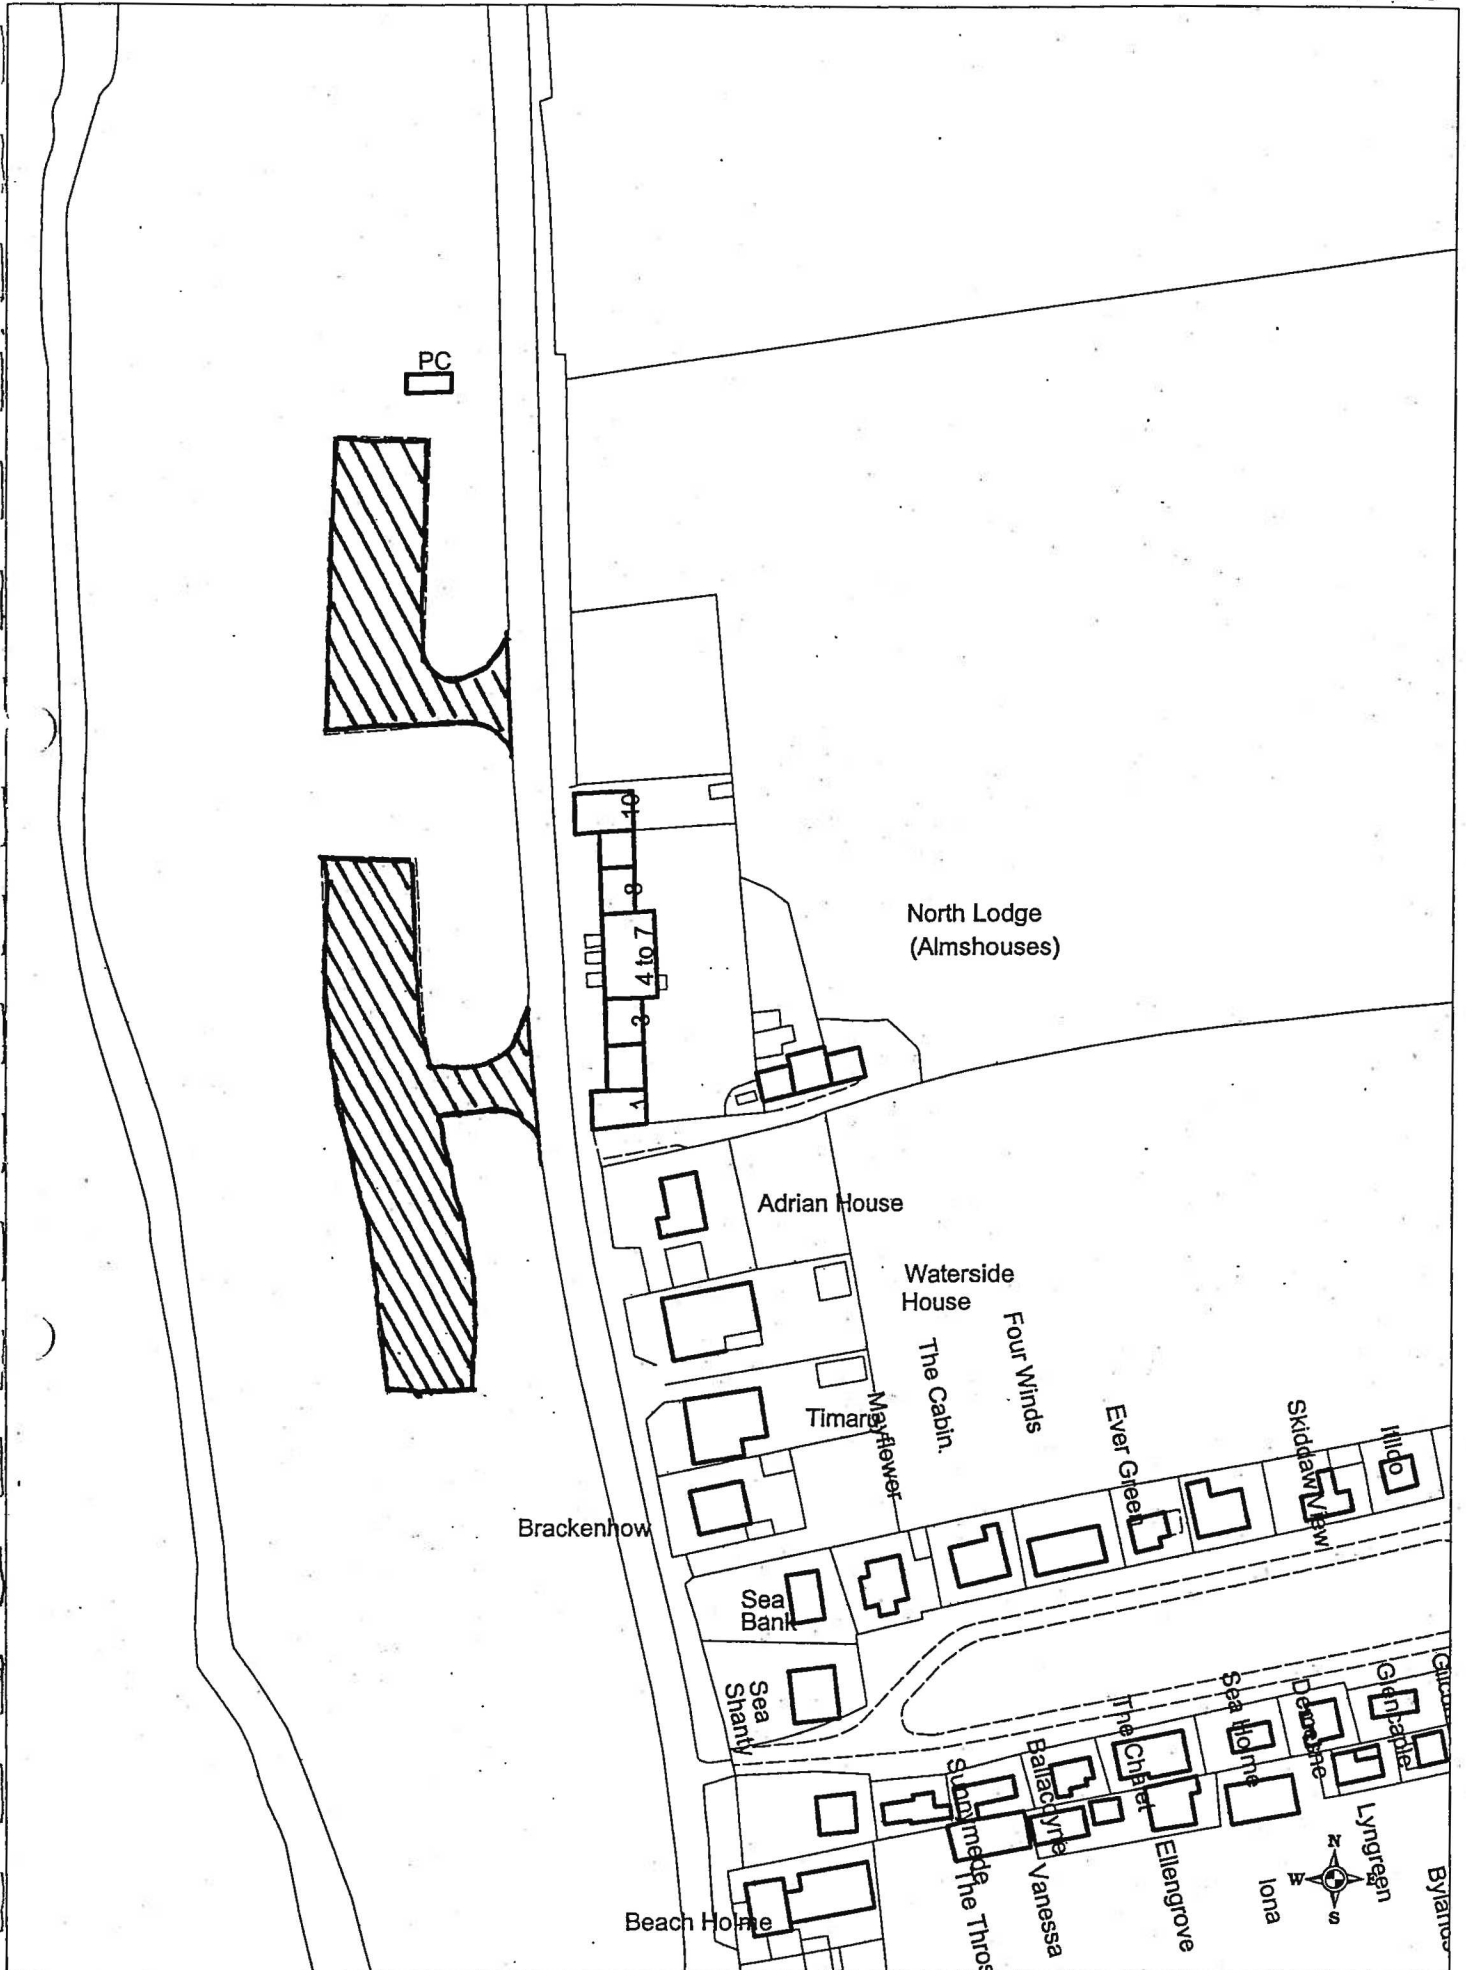 PC
10
8
4 to 7
3
1
North Lodge
(Almshouses)
Adrian House
Waterside
House
Four Winds
The Cabin.
Timaru
Mayflower
Ever Green
Skiddaw View
Brackenhow
Sea
Bank
Sea
Shanty
Sea Holme
Demesne
Glencaple
The Chalet
Ballacoyne
Sunnymede
Lyngreen
Ellengrove
Iona
Vanessa
Beach Holme
N
W
E
S